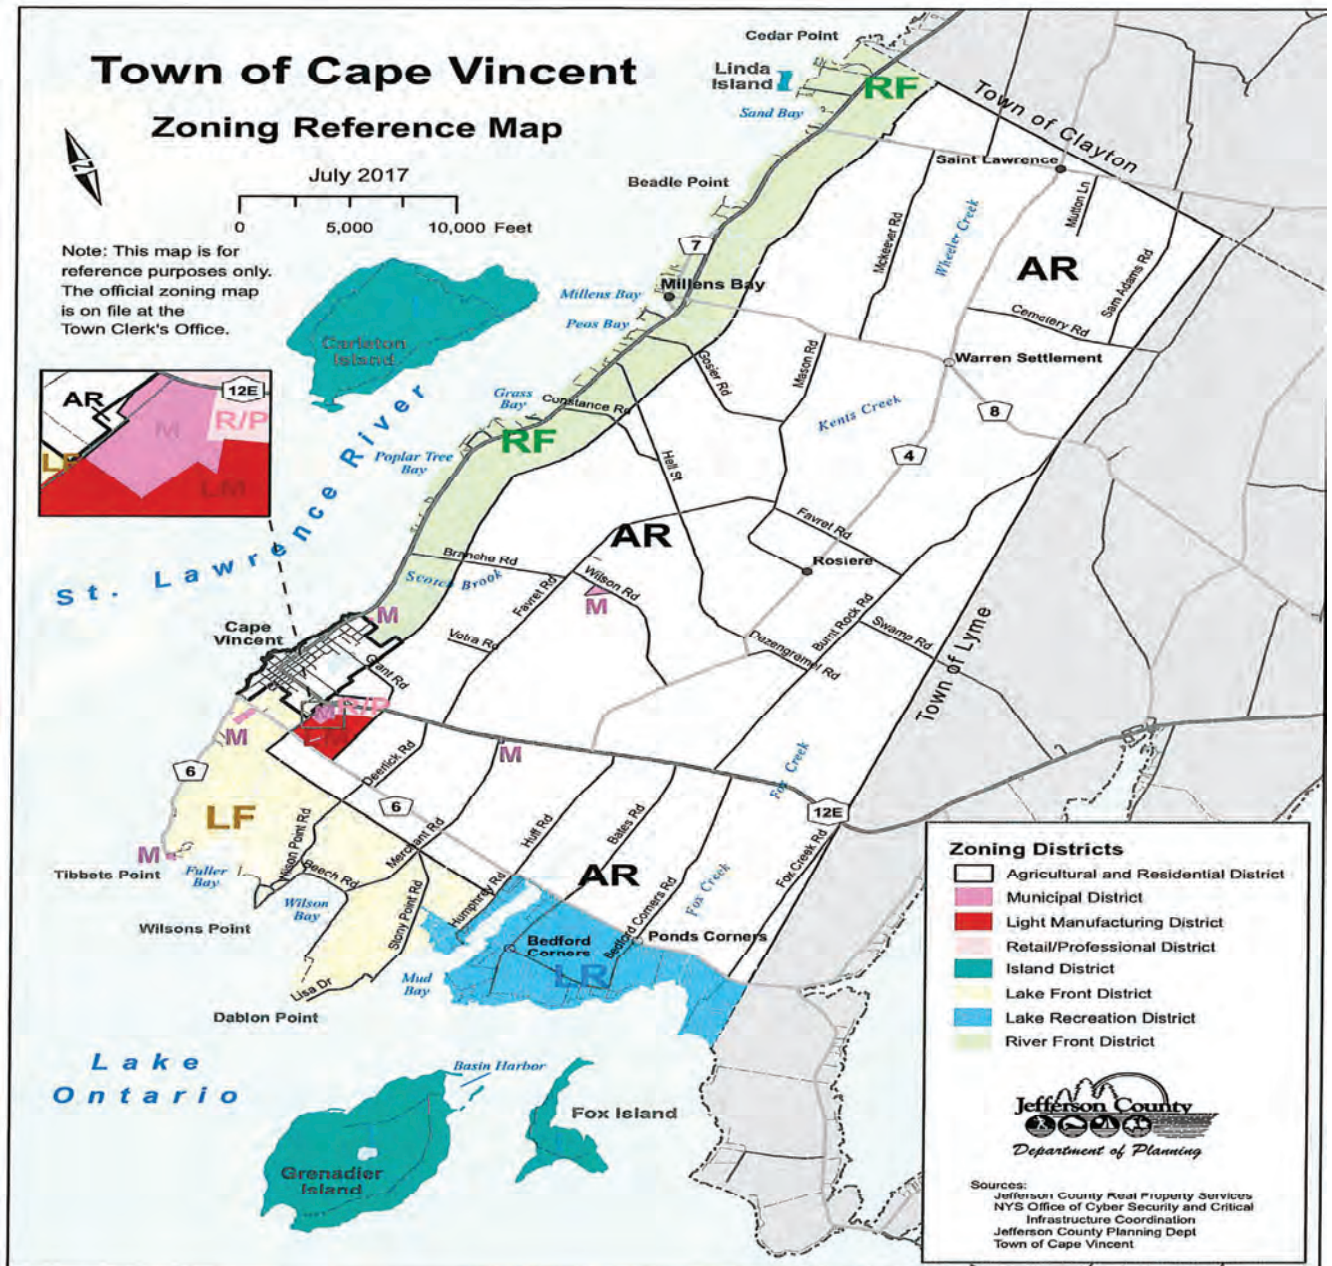 Town of Cape Vincent
Zoning Reference Map
July 2017
0 5,000 10,000 Feet
N
Note: This map is for
reference purposes only.
The official zoning map
is on file at the
Town Clerk's Office.
Cedar Point
Linda
Island
Sand Bay
RF
Town of Clayton
Saint Lawrence
Beadle Point
Mutton Ln
Mckeever Rd
Wheeler Creek
AR
Sam Adams Rd
7
Millens Bay
Millens Bay
Peos Bay
Cemetery Rd
Carleton
Island
Gosier Rd
Mason Rd
Warren Settlement
AR
12E
M
R/P
LF
LM
Grass
Bay
Constance Rd
Kents Creek
8
RF
Poplar Tree
Bay
Hell St
4
St. Lawrence River
AR
Favret Rd
Branche Rd
Rosiere
Scotch Brook
Favret Rd
Wilson Rd
M
M
Cape
Vincent
Votra Rd
Burnt Rock Rd
Swamp Rd
Dezengremel Rd
Town of Lyme
Giant Rd
M
R/P
M
M
6
Deerlick Rd
6
Fox Creek
12E
LF
Huff Rd
Bates Rd
Merchant Rd
M
Tibbets Point
Fuller
Bay
Wilson Point Rd
Beech Rd
AR
Fox Creek Rd
Humphrey Rd
Fox Creek
Wilsons Point
Wilson
Bay
Stony Point Rd
Bedford Corners Rd
Bedford
Corners
Ponds Corners
LR
Mud
Bay
Lisa Dr
Dablon Point
Lake
Ontario
Basin Harbor
Fox Island
Grenadier
Island
Zoning Districts
Agricultural and Residential District
Municipal District
Light Manufacturing District
Retail/Professional District
Island District
Lake Front District
Lake Recreation District
River Front District
Jefferson County
Department of Planning
Sources:
Jefferson County Real Property Services
NYS Office of Cyber Security and Critical
Infrastructure Coordination
Jefferson County Planning Dept
Town of Cape Vincent